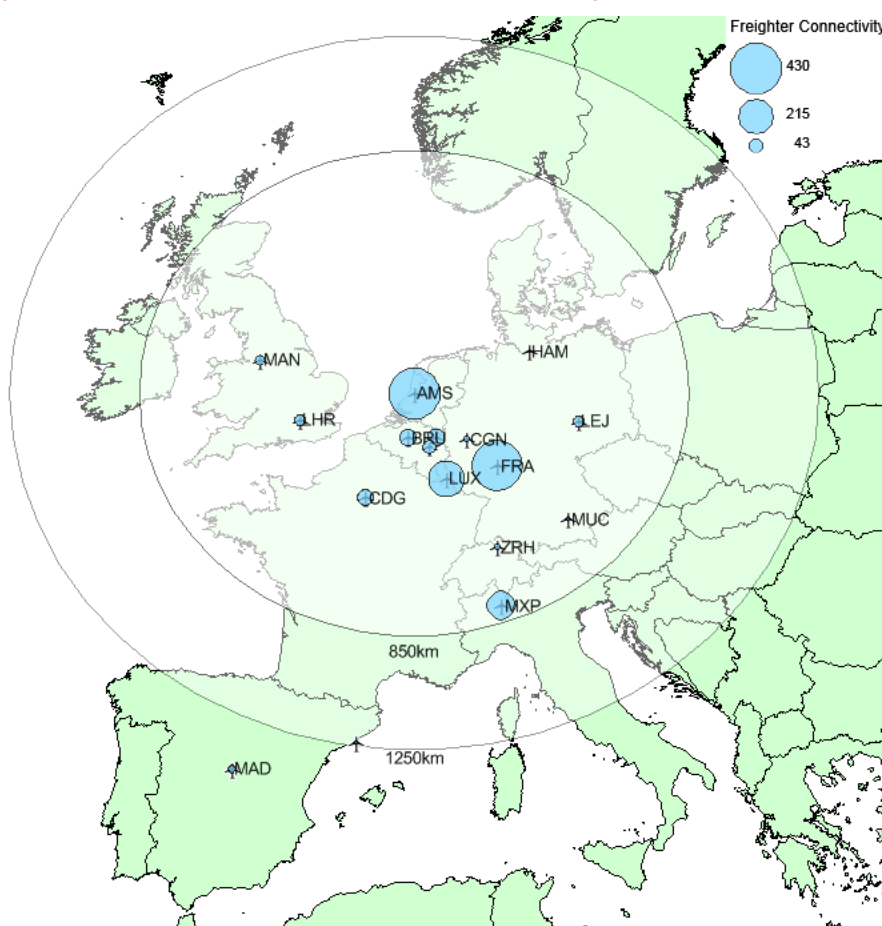 Freighter Connectivity
430
215
43
HAM
MAN
AMS
LHR
LEJ
BRU
CGN
FRA
LUX
CDG
MUC
ZRH
MXP
850km
1250km
MAD